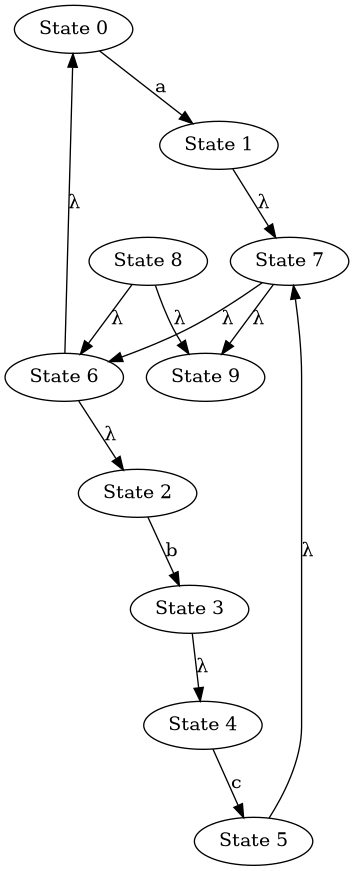 State 0
a
State 1
λ
λ
State 8
State 7
λ
λ
λ
λ
State 6
State 9
λ
State 2
b
State 3
λ
λ
State 4
c
State 5